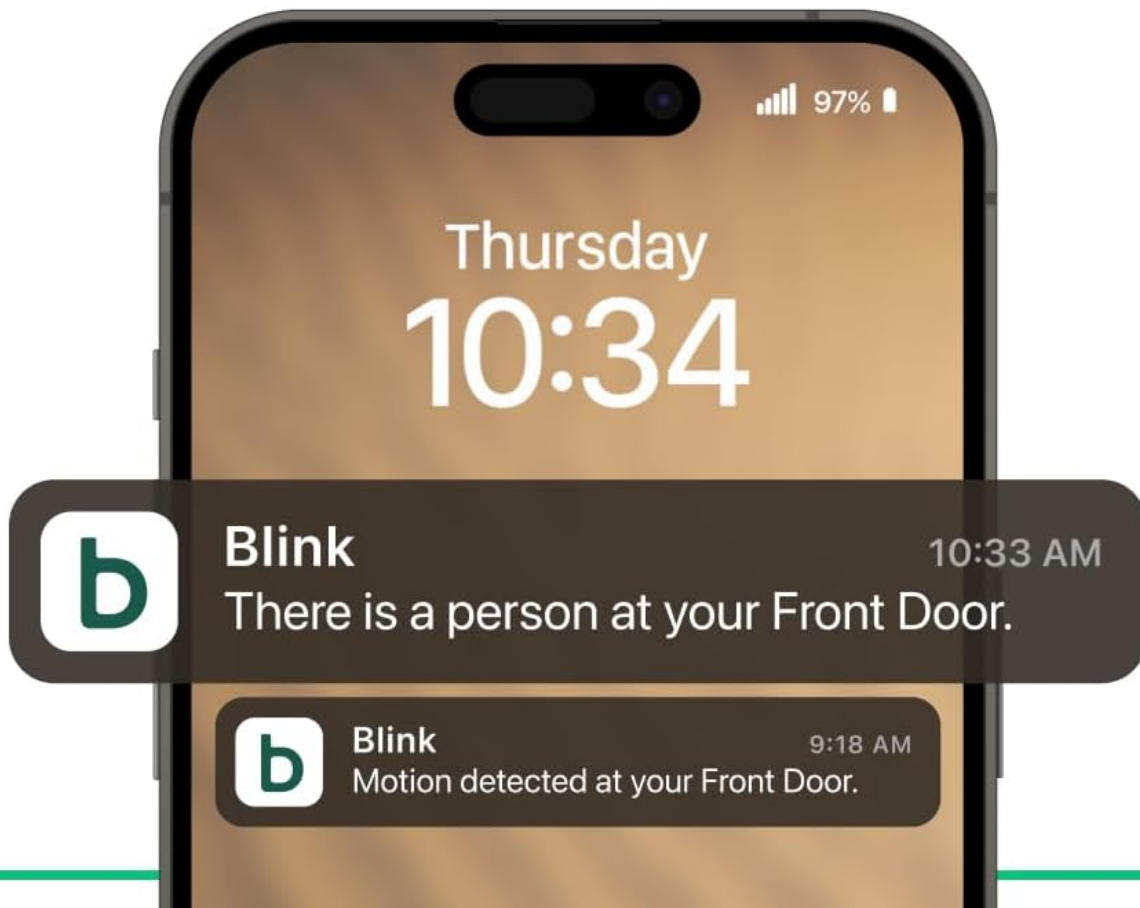 97%
Thursday
10:34
b
Blink
10:33 AM
There is a person at your Front Door.
b
Blink
9:18 AM
Motion detected at your Front Door.